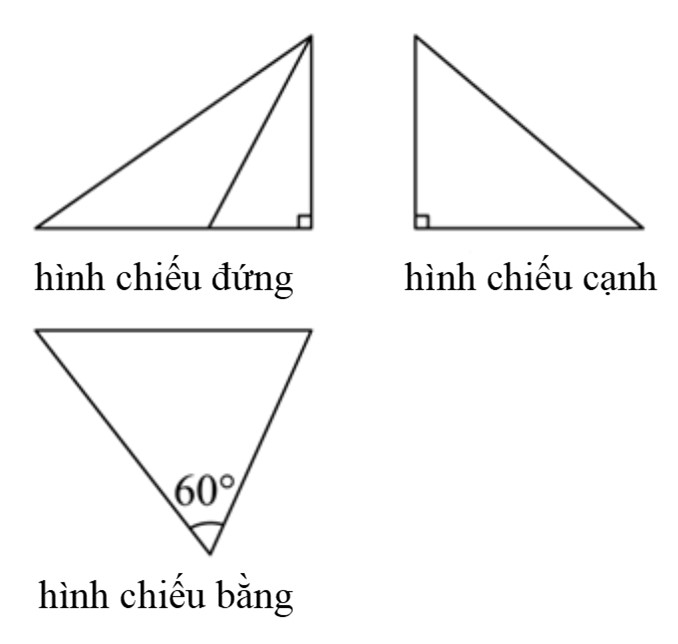 hình chiếu đứng
hình chiếu cạnh
60°
hình chiếu bằng